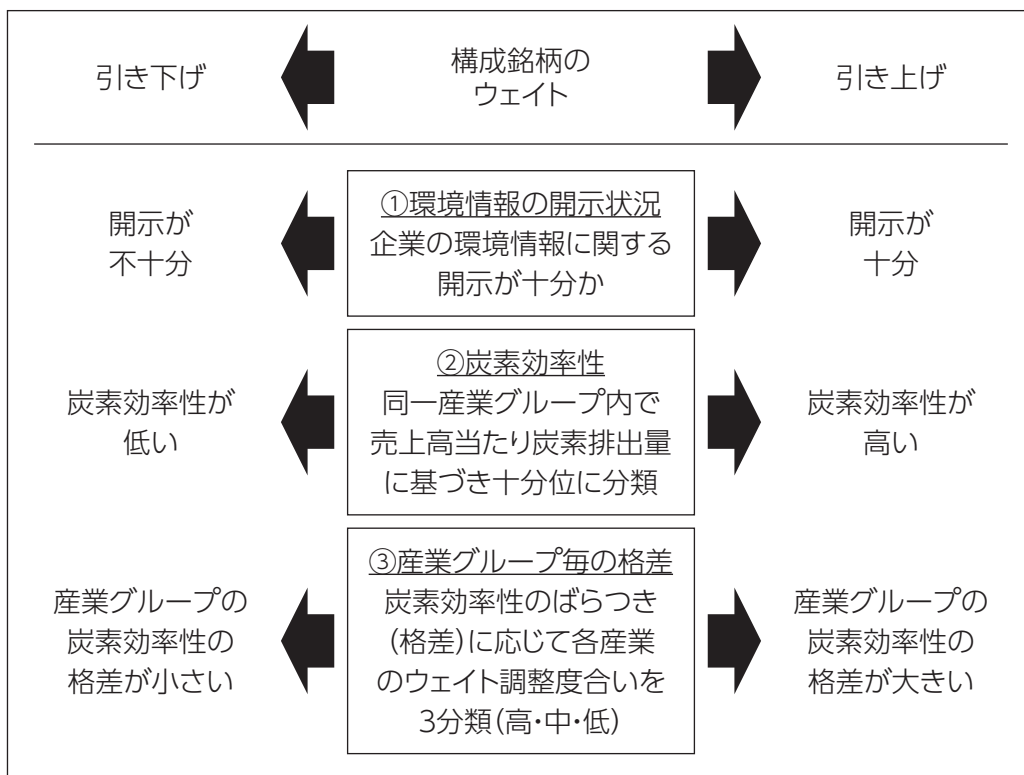 引き下げ
構成銘柄の
ウェイト
引き上げ
開示が
不十分
①環境情報の開示状況
企業の環境情報に関する
開示が十分か
開示が
十分
炭素効率性が
低い
②炭素効率性
同一産業グループ内で
売上高当たり炭素排出量
に基づき十分位に分類
炭素効率性が
高い
産業グループの
炭素効率性の
格差が小さい
③産業グループ毎の格差
炭素効率性のばらつき
(格差)に応じて各産業
のウェイト調整度合いを
3分類(高・中・低)
産業グループの
炭素効率性の
格差が大きい